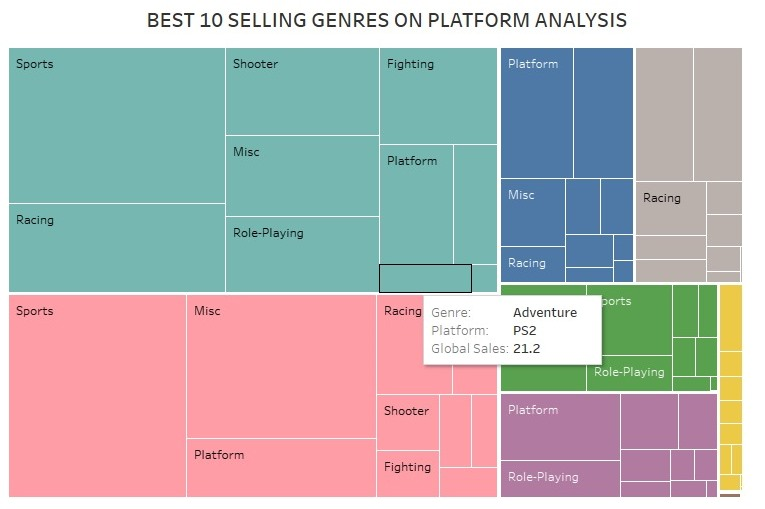 BEST 10 SELLING GENRES ON PLATFORM ANALYSIS
Sports
Shooter
Fighting
Misc
Platform
Racing
Role-Playing
Platform
Misc
Racing
Racing
Sports
Misc
Racing
Platform
Shooter
Fighting
Genre: Adventure
Platform: PS2
Global Sales: 21.2
ports
Role-Playing
Platform
Role-Playing